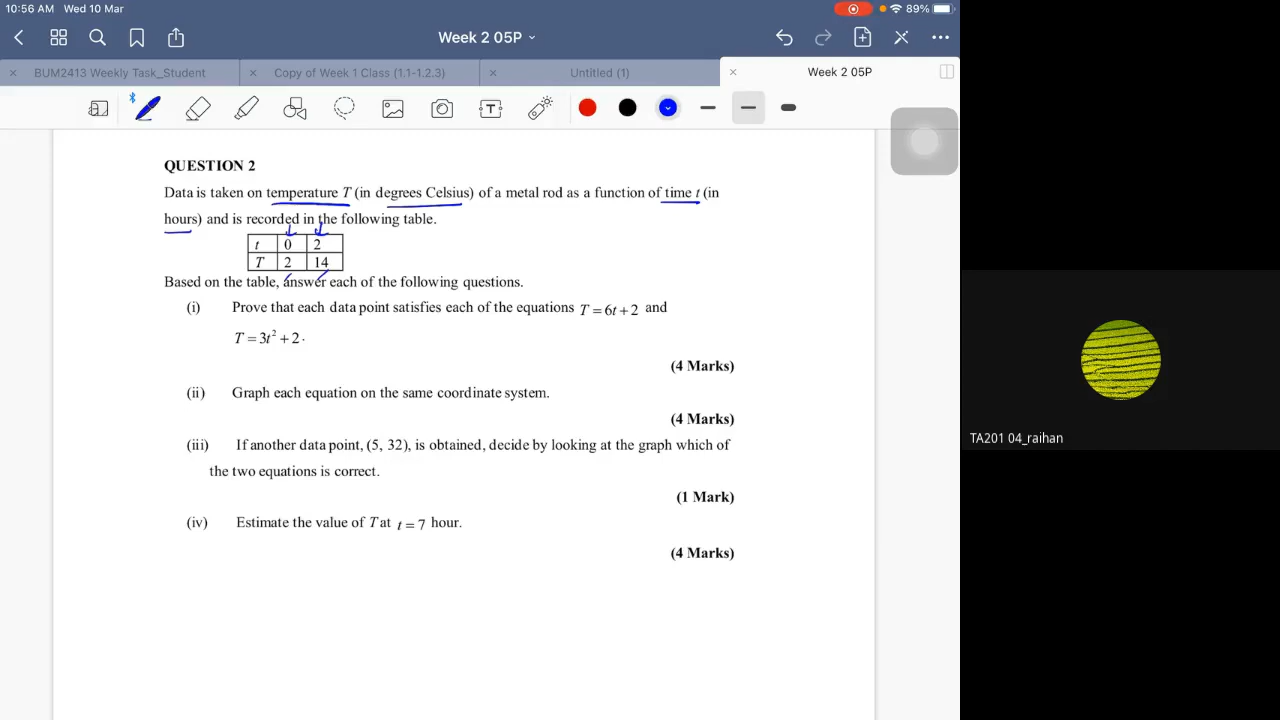 10:56 AM Wed 10 Mar
89%
Week 2 05P
BUM2413 Weekly Task_Student
Copy of Week 1 Class (1.1-1.2.3)
Untitled (1)
Week 2 05P
QUESTION 2
Data is taken on temperature T (in degrees Celsius) of a metal rod as a function of time t (in
hours) and is recorded in the following table.
t 0 2
T 2 14
Based on the table, answer each of the following questions.
(i) Prove that each data point satisfies each of the equations T = 6t + 2 and
T = 3t² + 2.
(4 Marks)
(ii) Graph each equation on the same coordinate system.
(4 Marks)
(iii) If another data point, (5, 32), is obtained, decide by looking at the graph which of
the two equations is correct.
(1 Mark)
(iv) Estimate the value of T at t = 7 hour.
(4 Marks)
TA201 04_raihan